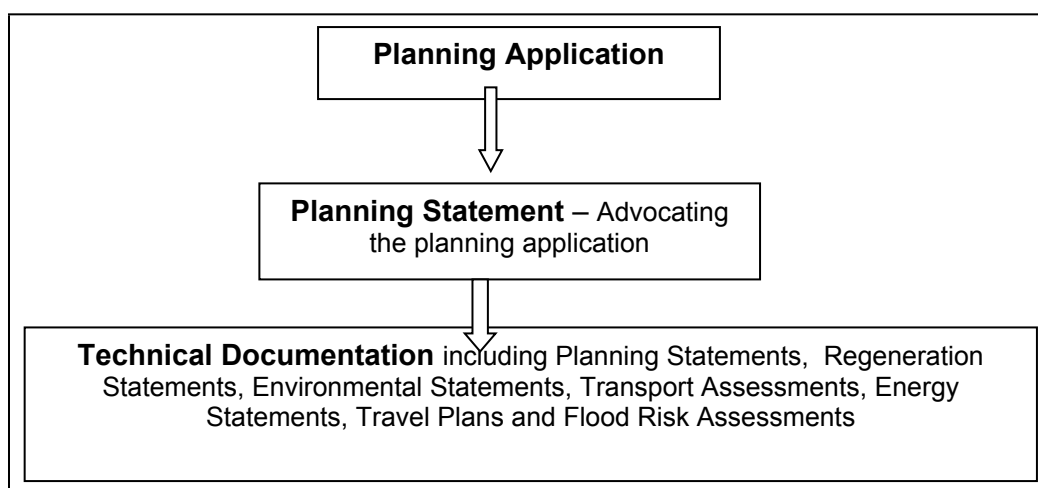 Planning Application
Planning Statement – Advocating
the planning application
Technical Documentation including Planning Statements, Regeneration
Statements, Environmental Statements, Transport Assessments, Energy
Statements, Travel Plans and Flood Risk Assessments